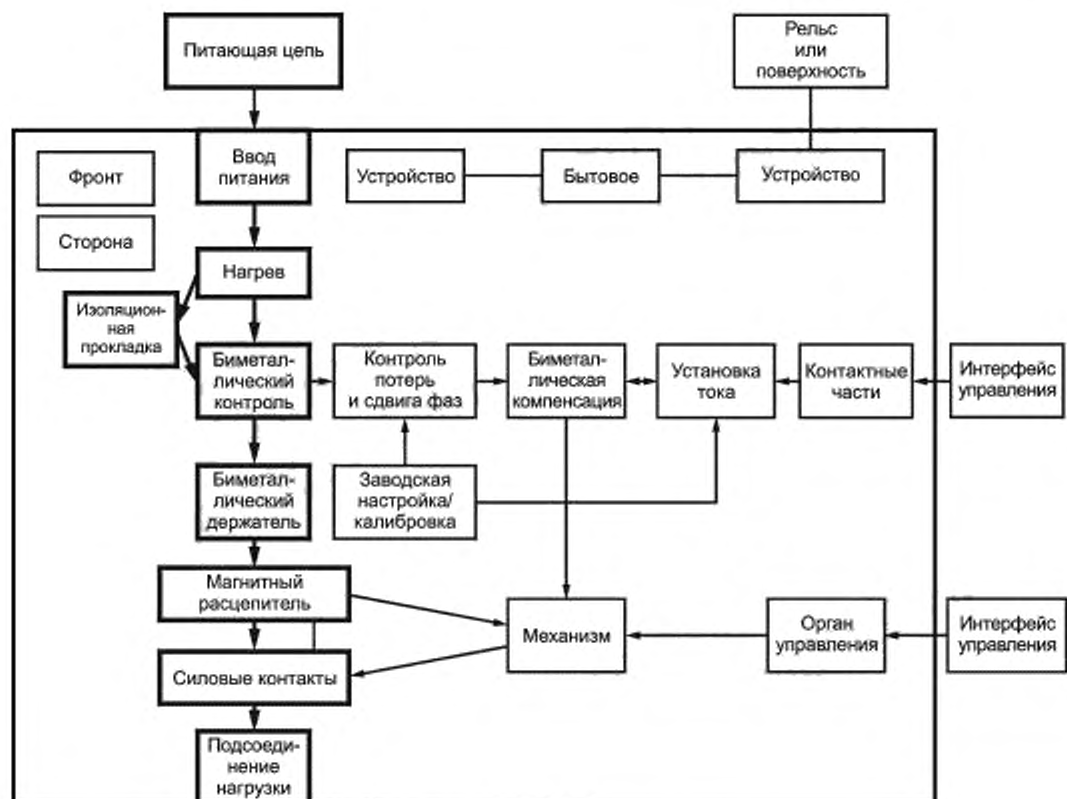 Питающая цепь
Рельс
или
поверхность
Фронт
Ввод
питания
Устройство
Бытовое
Устройство
Сторона
Нагрев
Изоляцион-
ная
прокладка
Биметал-
лический
контроль
Контроль
потерь
и сдвига фаз
Биметал-
лическая
компенсация
Установка
тока
Контактные
части
Интерфейс
управления
Биметал-
лический
держатель
Заводская
настройка/
калибровка
Магнитный
расцепитель
Механизм
Орган
управления
Интерфейс
управления
Силовые контакты
Подсоеди-
нение
нагрузки